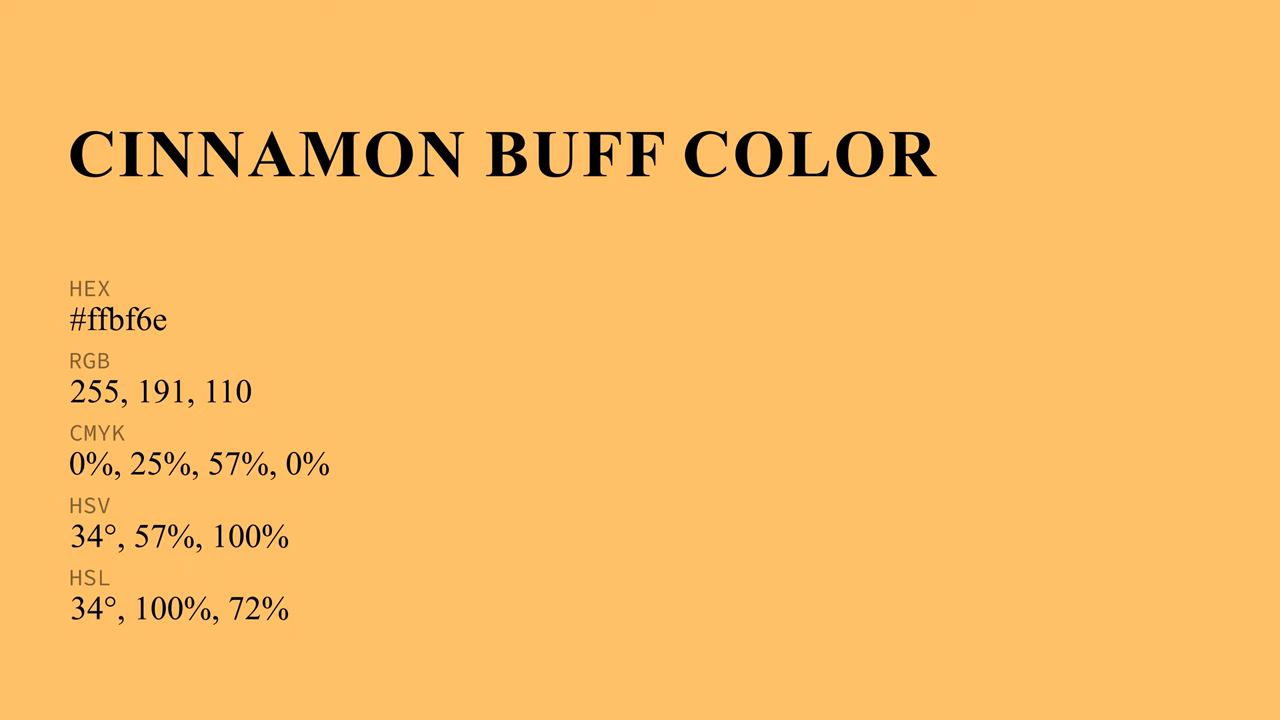 CINNAMON BUFF COLOR
HEX
#ffbf6e
RGB
255, 191, 110
CMYK
0%, 25%, 57%, 0%
HSV
34°, 57%, 100%
HSL
34°, 100%, 72%